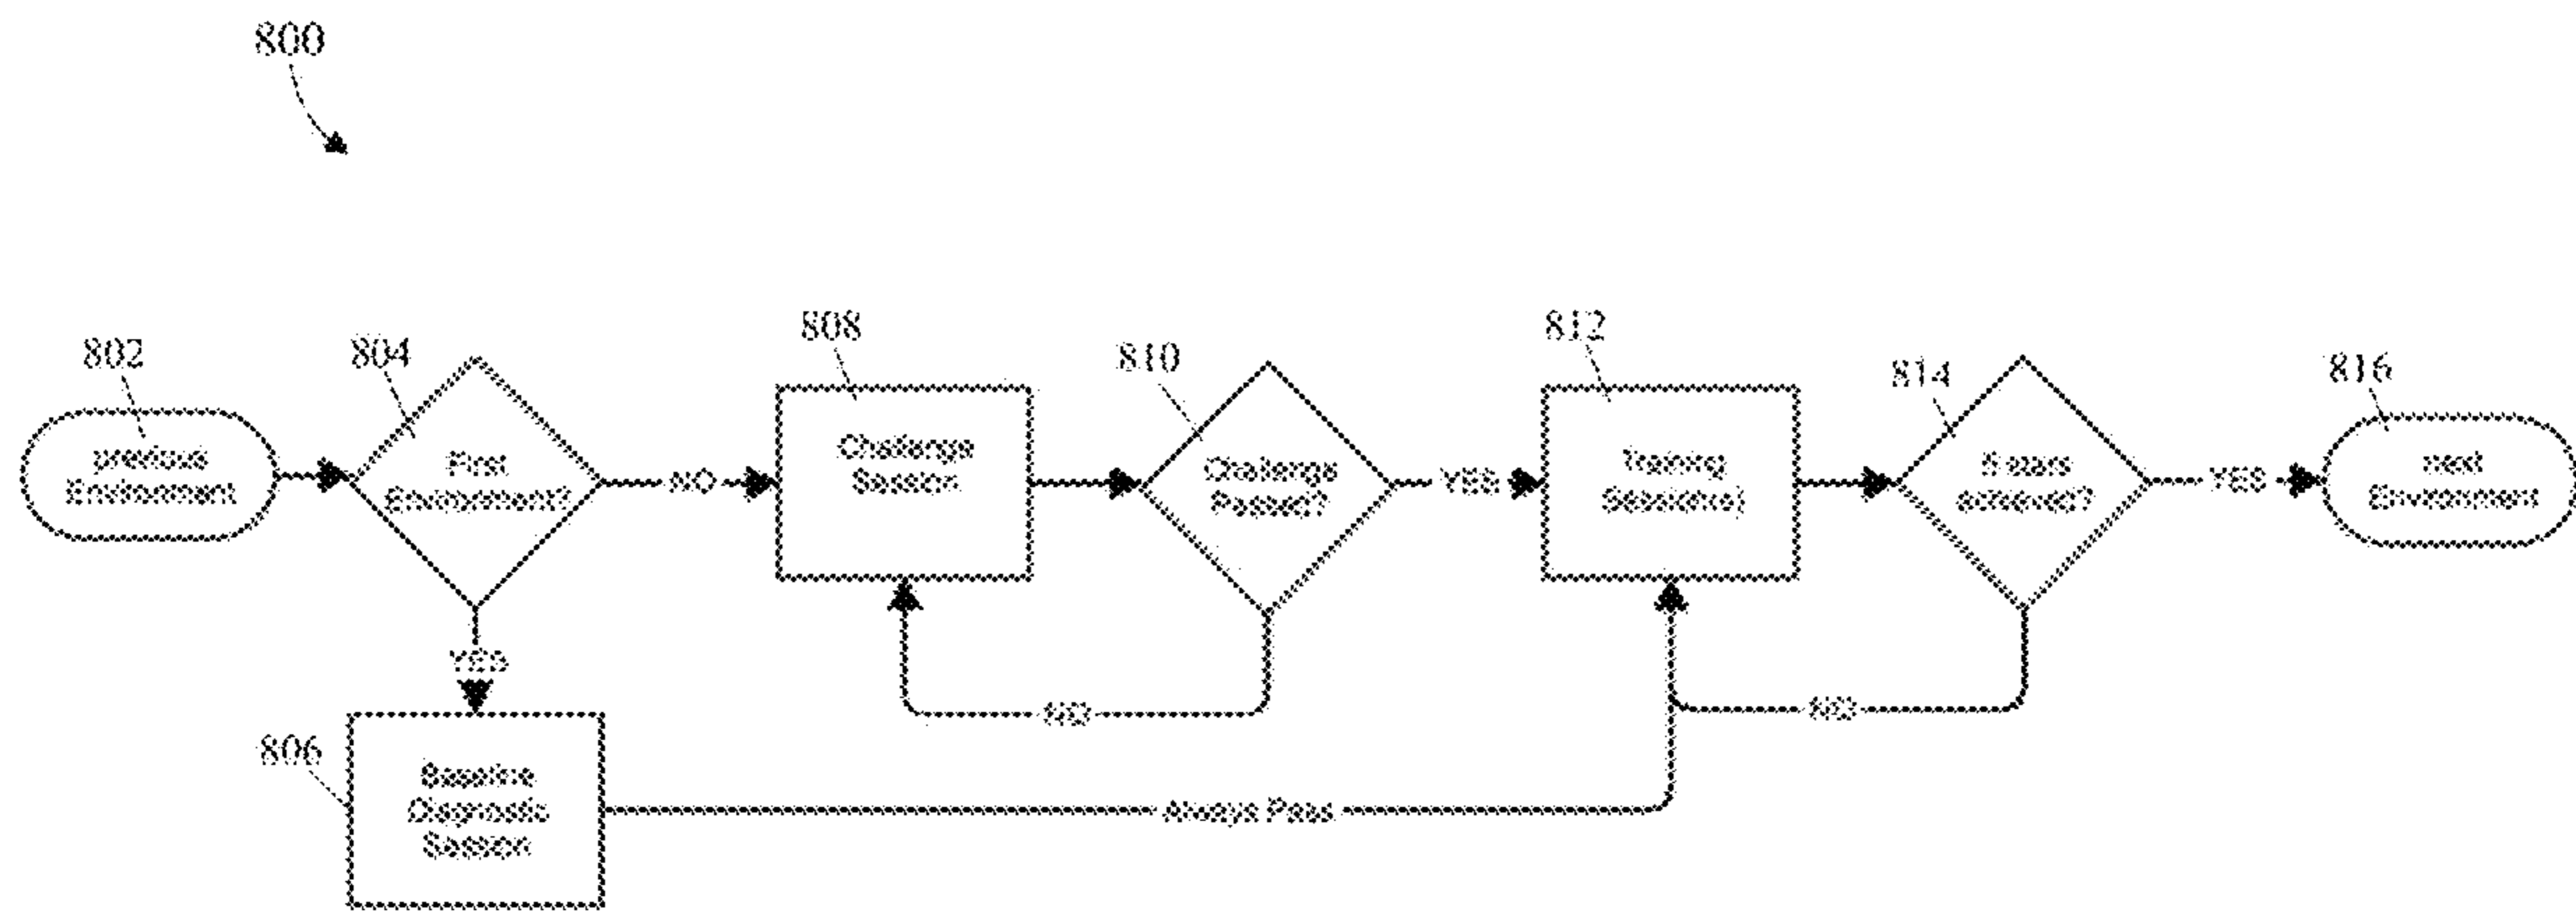 800
802
previous
Environment
804
First
Environment?
NO
YES
806
Baseline
Diagnostic
Session
Always Pass
808
Challenge
Session
810
Challenge
Passed?
YES
NO
812
Training
814
achieved?
YES
NO
816
next
Environment